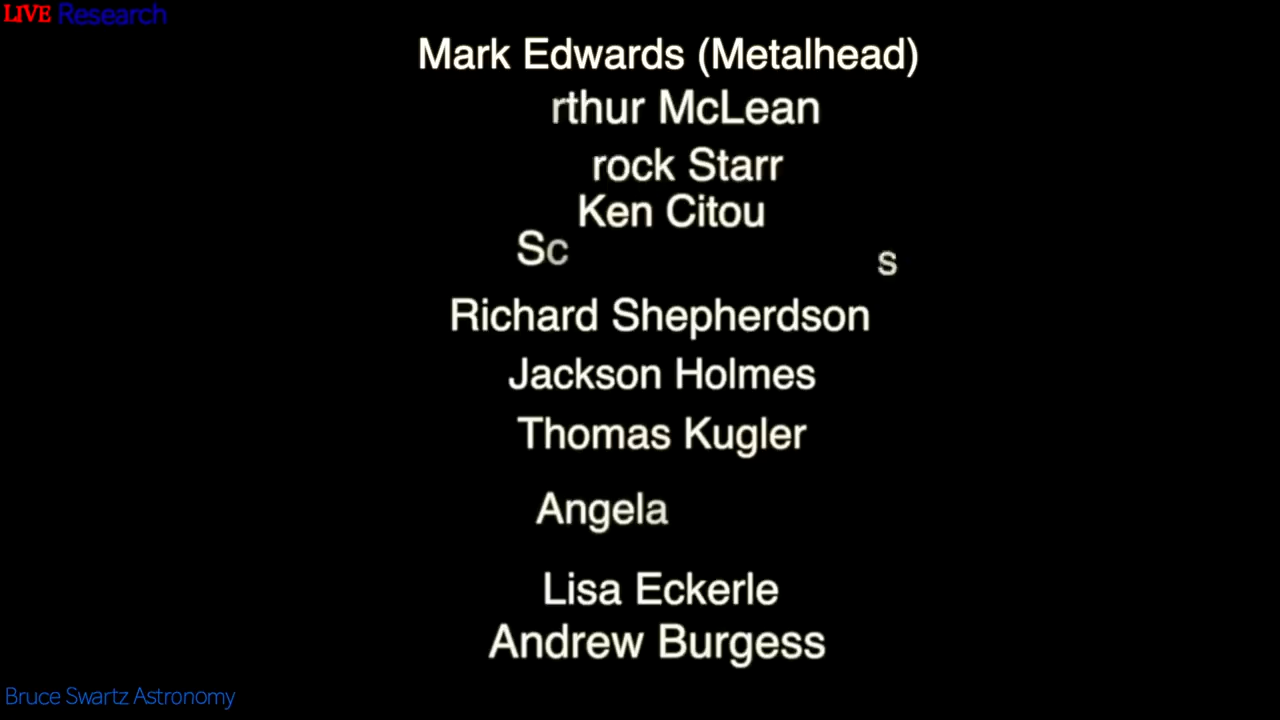 LIVE Research
Mark Edwards (Metalhead)
rthur McLean
rock Starr
Ken Citou
Sc s
Richard Shepherdson
Jackson Holmes
Thomas Kugler
Angela
Lisa Eckerle
Andrew Burgess
Bruce Swartz Astronomy